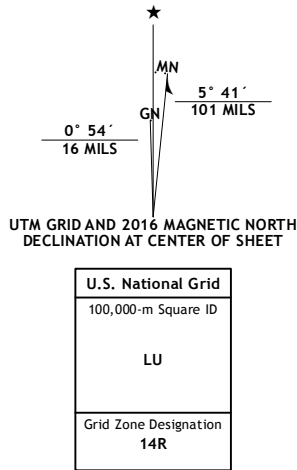 MN
GN
5° 41´
101 MILS
0° 54´
16 MILS
UTM GRID AND 2016 MAGNETIC NORTH
DECLINATION AT CENTER OF SHEET
U.S. National Grid
100,000-m Square ID
LU
Grid Zone Designation
14R